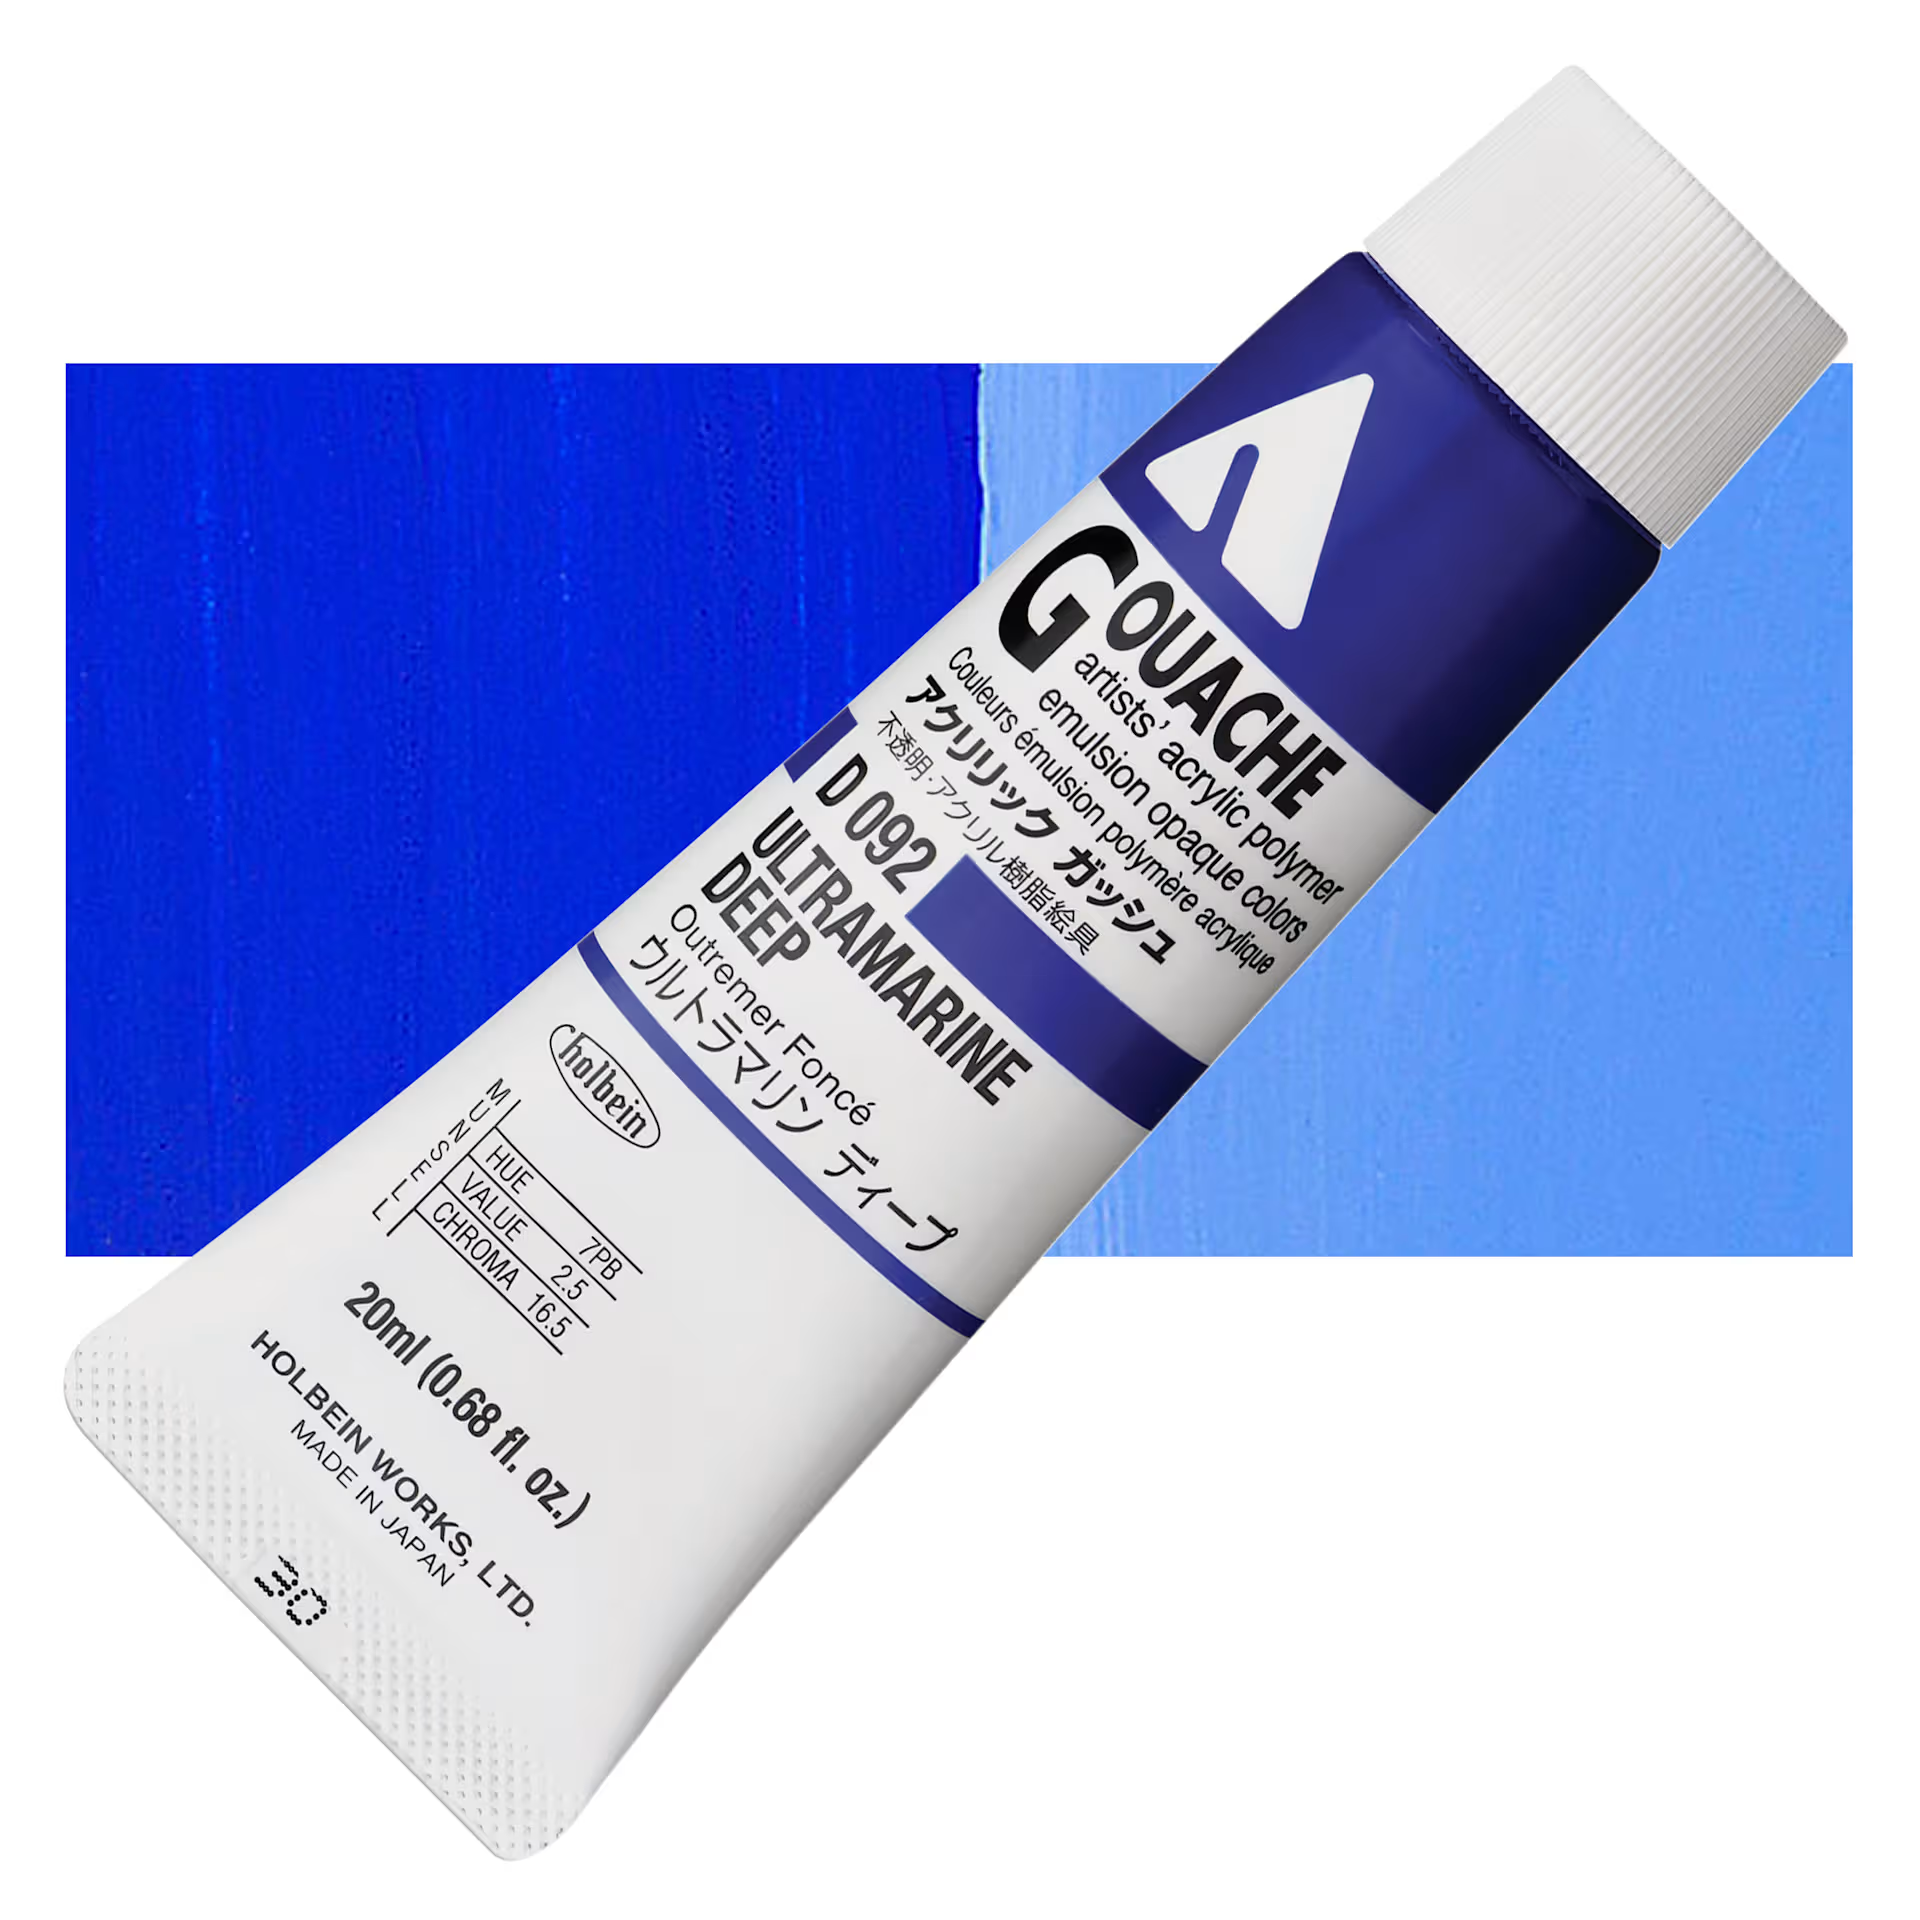 GOUACHE
artists' acrylic polymer
emulsion opaque colors
Couleurs émulsion polymère acrylique
アクリリック ガッシュ
不透明・アクリル樹脂絵具
D 092
ULTRAMARINE
DEEP
Outremer Foncé
ウルトラマリン ディープ
holbein
MUNSELL
HUE 7PB
VALUE 2.5
CHROMA 16.5
20ml (0.68 fl. oz.)
HOLBEIN WORKS, LTD.
MADE IN JAPAN
30